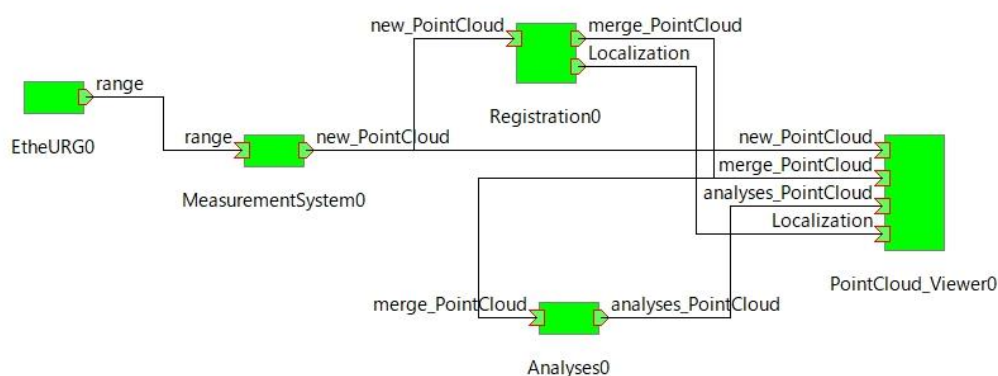 new_PointCloud
merge_PointCloud
Localization
range
Registration0
EtheURG0
range
new_PointCloud
new_PointCloud
merge_PointCloud
MeasurementSystem0
analyses_PointCloud
Localization
PointCloud_Viewer0
merge_PointCloud
analyses_PointCloud
Analyses0